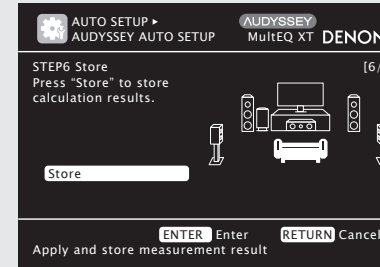 AUTO SETUP ▸
AUDYSSEY AUTO SETUP
AUDYSSEY
MultEQ XT
DENON
STEP6 Store
[6/
Press “Store” to store
calculation results.
Store
ENTER Enter
RETURN Cancel
Apply and store measurement result